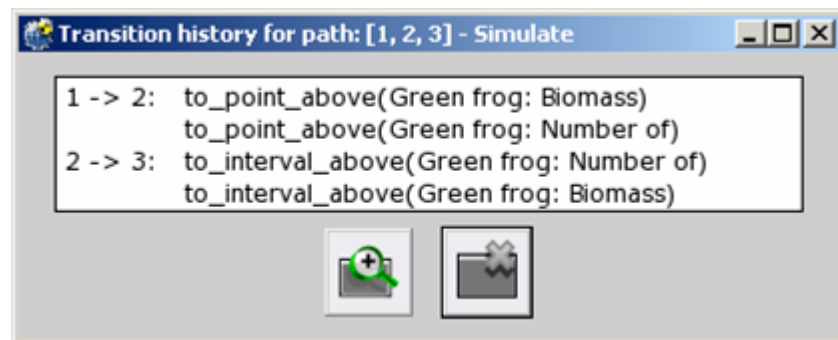 Transition history for path: [1, 2, 3] - Simulate
1 -> 2: to_point_above(Green frog: Biomass)
to_point_above(Green frog: Number of)
2 -> 3: to_interval_above(Green frog: Number of)
to_interval_above(Green frog: Biomass)